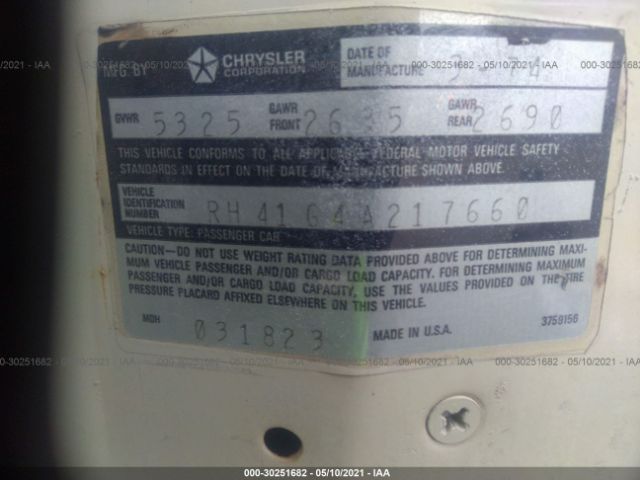 CHRYSLER
CORPORATION
MFG. BY
DATE OF
MANUFACTURE 3-74
GVWR 5325 GAWR FRONT 2635 GAWR REAR 2690
THIS VEHICLE CONFORMS TO ALL APPLICABLE FEDERAL MOTOR VEHICLE SAFETY
STANDARDS IN EFFECT ON THE DATE OF MANUFACTURE SHOWN ABOVE.
VEHICLE
IDENTIFICATION
NUMBER RH41G4A217660
VEHICLE TYPE: PASSENGER CAR
CAUTION—DO NOT USE WEIGHT RATING DATA PROVIDED ABOVE FOR DETERMINING MAXI-
MUM VEHICLE PASSENGER AND/OR CARGO LOAD CAPACITY. FOR DETERMINING MAXIMUM
PASSENGER AND/OR CARGO LOAD CAPACITY, USE THE VALUES PROVIDED ON THE TIRE
PRESSURE PLACARD AFFIXED ELSEWHERE ON THIS VEHICLE.
MDH 031823 MADE IN U.S.A. 3759156
000-30251682 - 05/10/2021 - IAA